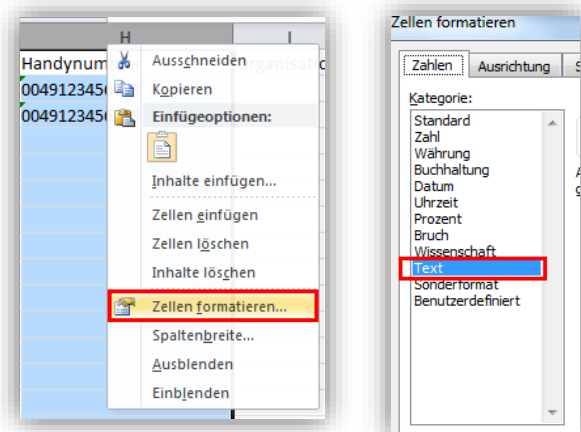 H I
Handynum
004912345
004912345
Ausschneiden
Kopieren
Einfügeoptionen:
Inhalte einfügen...
Zellen einfügen
Zellen löschen
Inhalte löschen
Zellen formatieren...
Spaltenbreite...
Ausblenden
Einblenden
Zellen formatieren
Zahlen Ausrichtung
Kategorie:
Standard
Zahl
Währung
Buchhaltung
Datum
Uhrzeit
Prozent
Bruch
Wissenschaft
Text
Sonderformat
Benutzerdefiniert